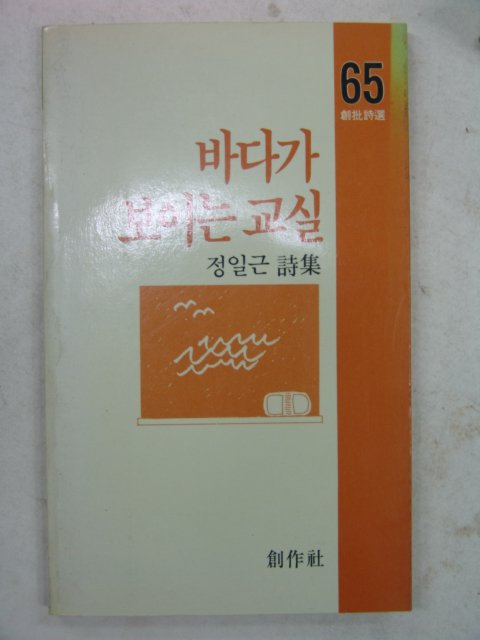 65
創批詩選
바다가
보이는 교실
정일근 詩集
創作社